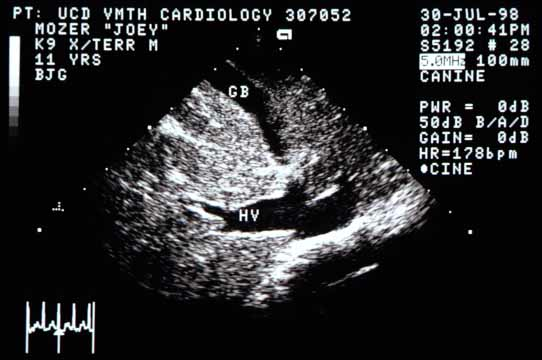 PT: UCD VMTH CARDIOLOGY 307052
MOZER "JOEY"
K9 X/TERR M
11 YRS
BJG
30-JUL-98
02:00:41PM
S5192 # 28
5.0MHz 100mm
CANINE
PWR = 0dB
50dB B/A/D
GAIN= 0dB
HR=178bpm
●CINE
GB
HV